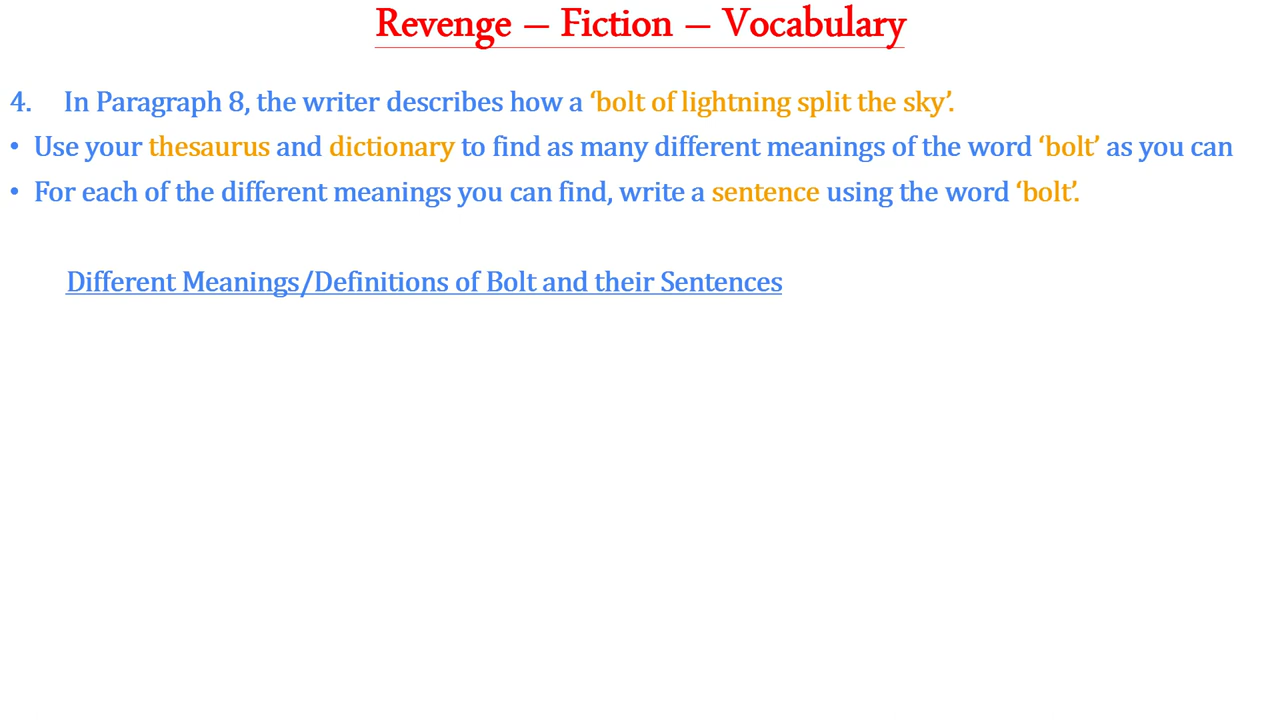 Revenge – Fiction – Vocabulary
4. In Paragraph 8, the writer describes how a ‘bolt of lightning split the sky’.
• Use your thesaurus and dictionary to find as many different meanings of the word ‘bolt’ as you can
• For each of the different meanings you can find, write a sentence using the word ‘bolt’.
Different Meanings/Definitions of Bolt and their Sentences